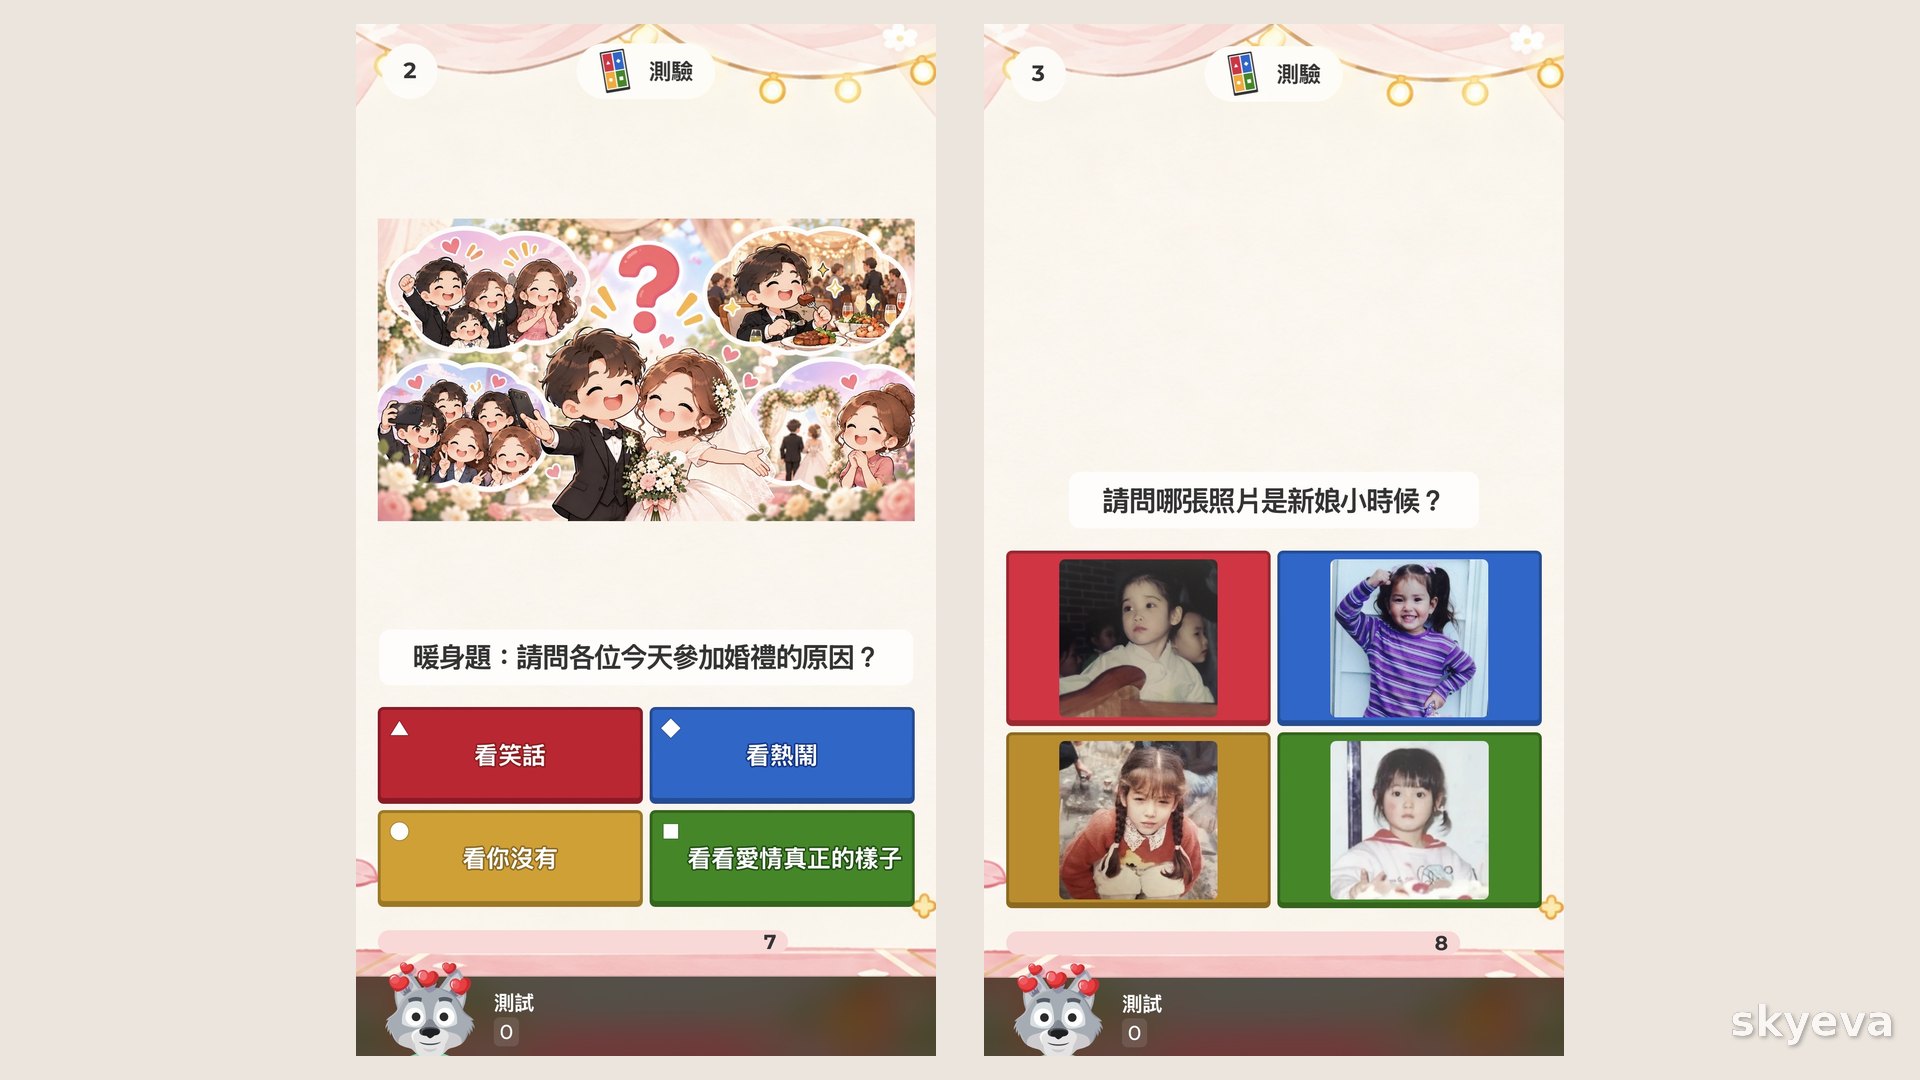 2
測驗
暖身題：請問各位今天參加婚禮的原因？
看笑話
看熱鬧
看你沒有
看看愛情真正的樣子
7
測試
0
3
測驗
請問哪張照片是新娘小時候？
8
測試
0
skyeva